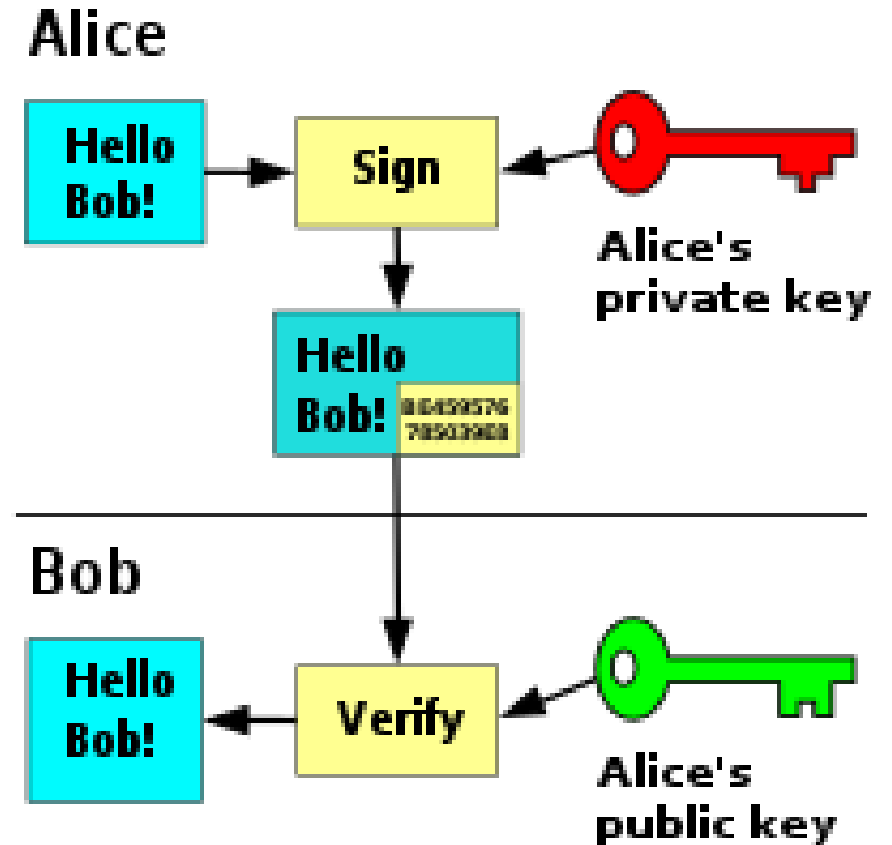 Alice
Hello
Bob!
Sign
Alice's
private key
Hello
Bob!
Bob
Hello
Bob!
Verify
Alice's
public key